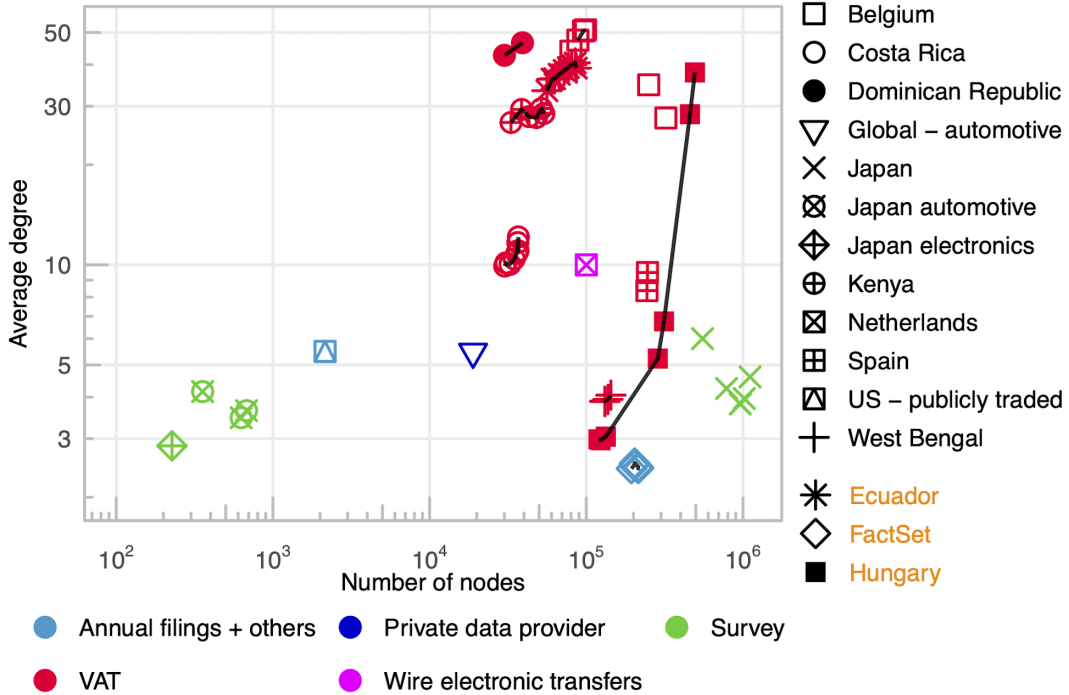 50
30
10
5
3
Average degree
10²
10³
10⁴
10⁵
10⁶
Number of nodes
Belgium
Costa Rica
Dominican Republic
Global − automotive
Japan
Japan automotive
Japan electronics
Kenya
Netherlands
Spain
US − publicly traded
West Bengal
Ecuador
FactSet
Hungary
Annual filings + others
Private data provider
Survey
VAT
Wire electronic transfers